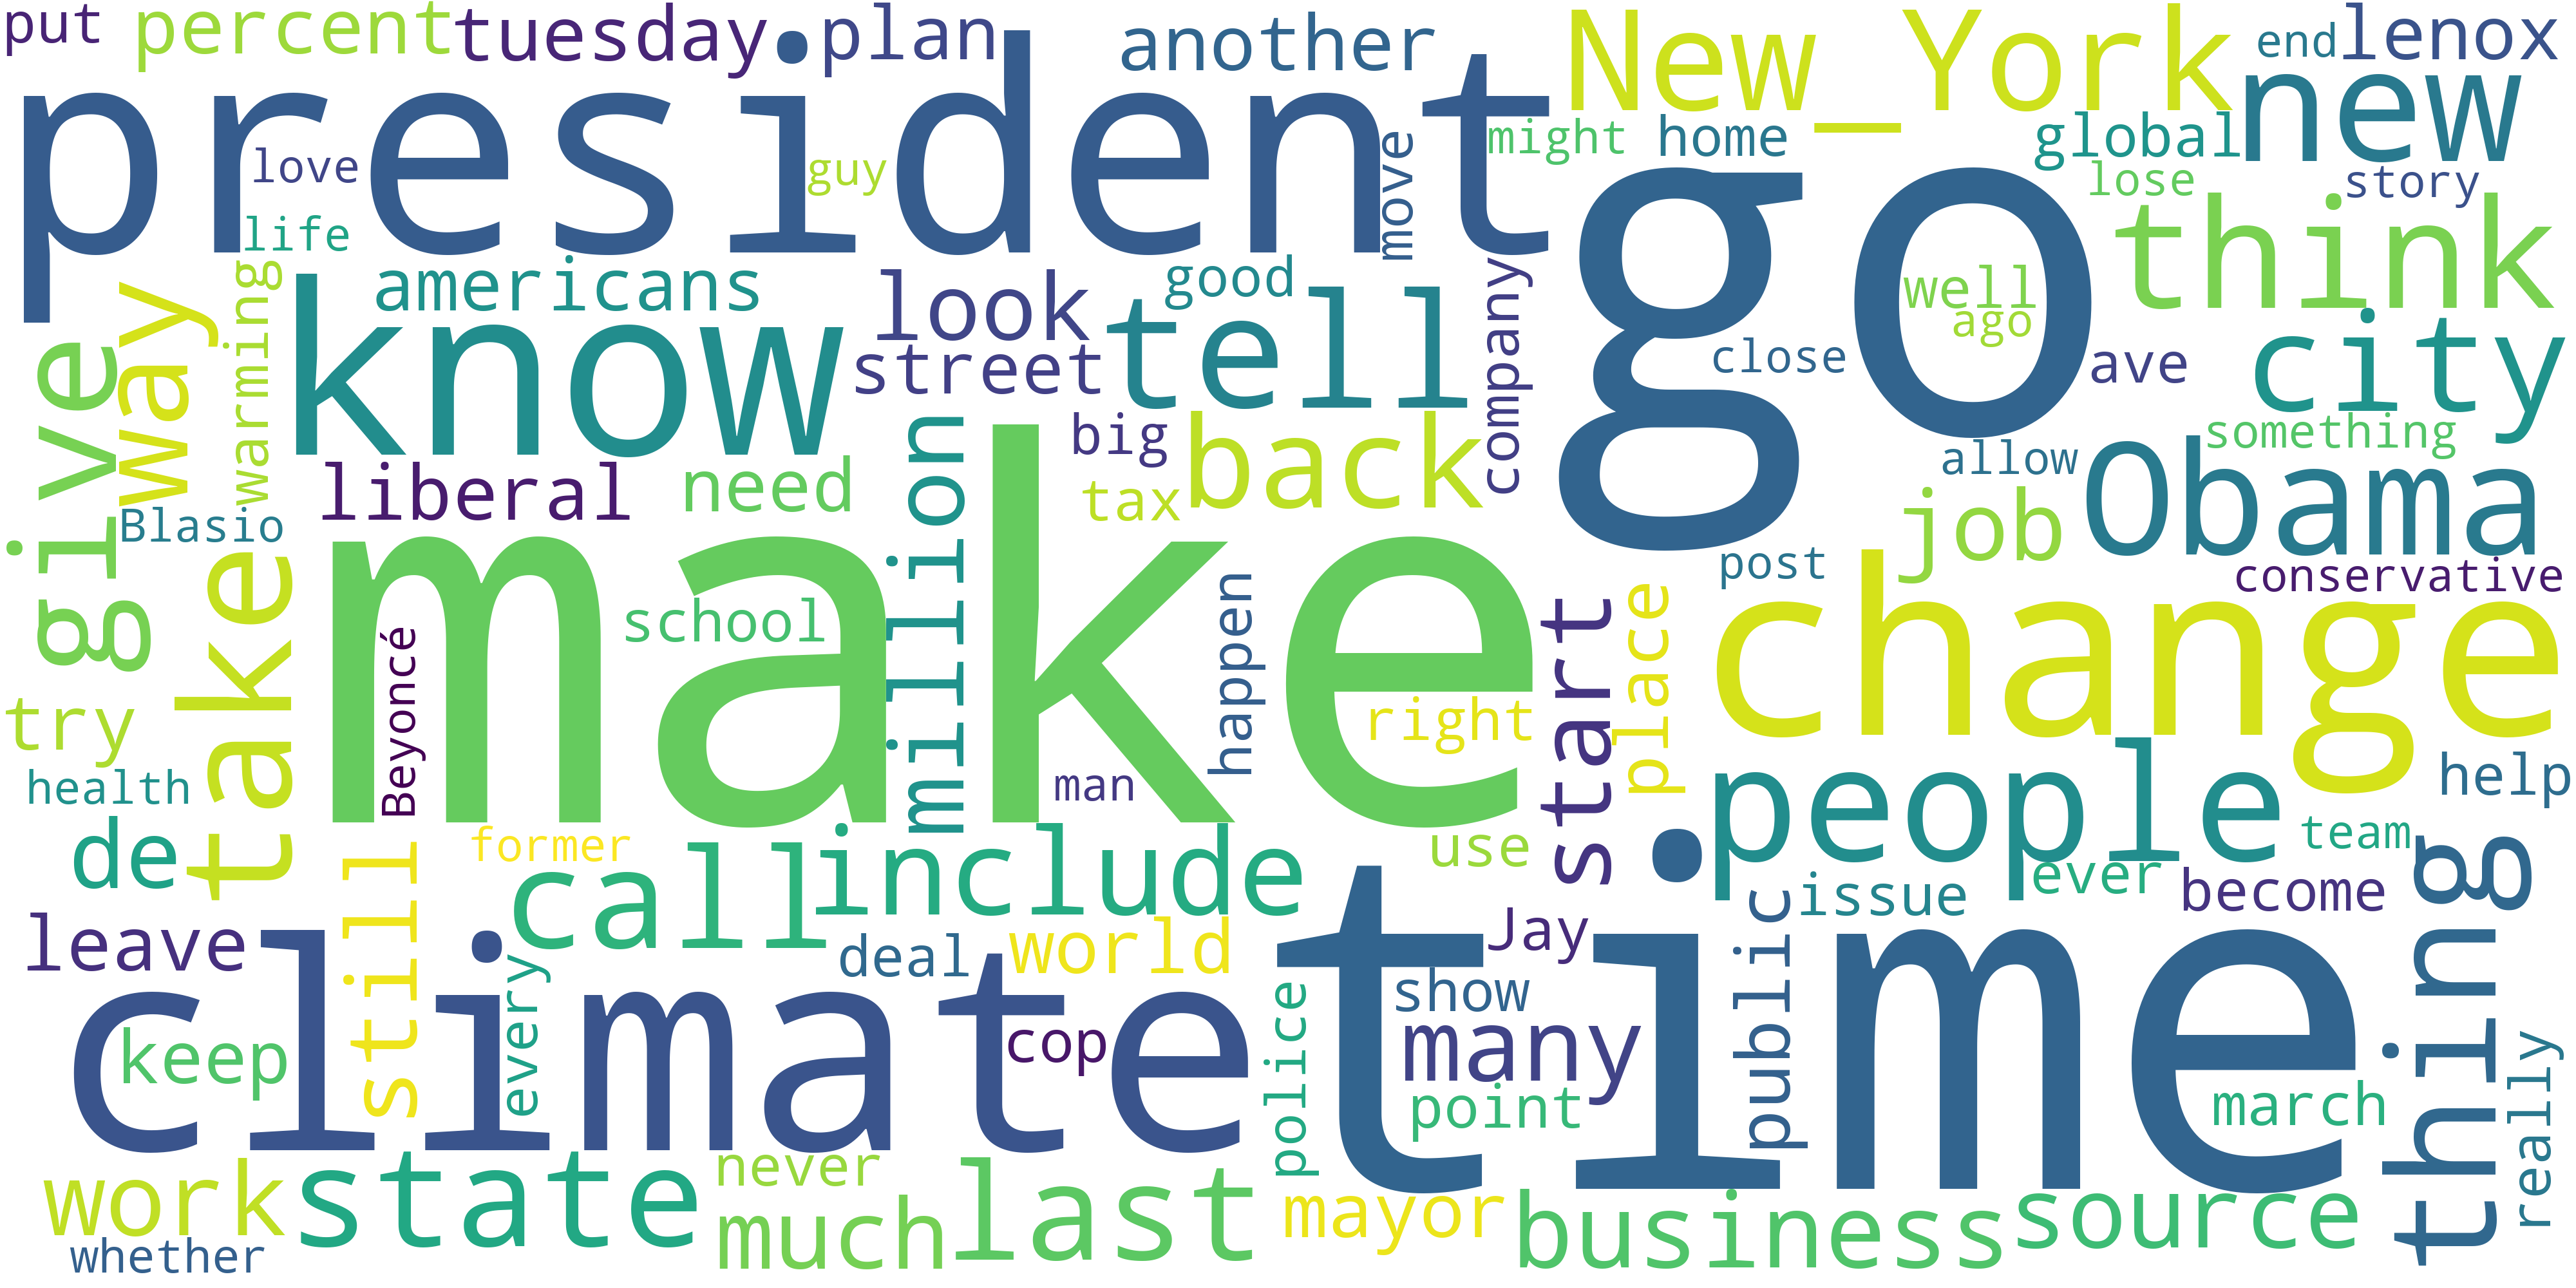 put
percent
tuesday
plan
another
New_York
end
lenox
president
go
new
love
guy
move
might
home
global
lose
story
life
think
warming
way
americans
know
look
good
tell
company
well
ago
close
ave
city
street
give
big
back
something
liberal
need
million
tax
allow
Obama
job
Blasio
take
make
post
conservative
change
school
happen
start
place
Beyoncé
right
try
man
people
help
health
de
former
call
include
use
issue
ever
team
become
thing
leave
still
climate
every
deal
world
Jay
show
public
time
keep
cop
police
many
point
march
really
work
state
never
much
last
mayor
business
source
whether